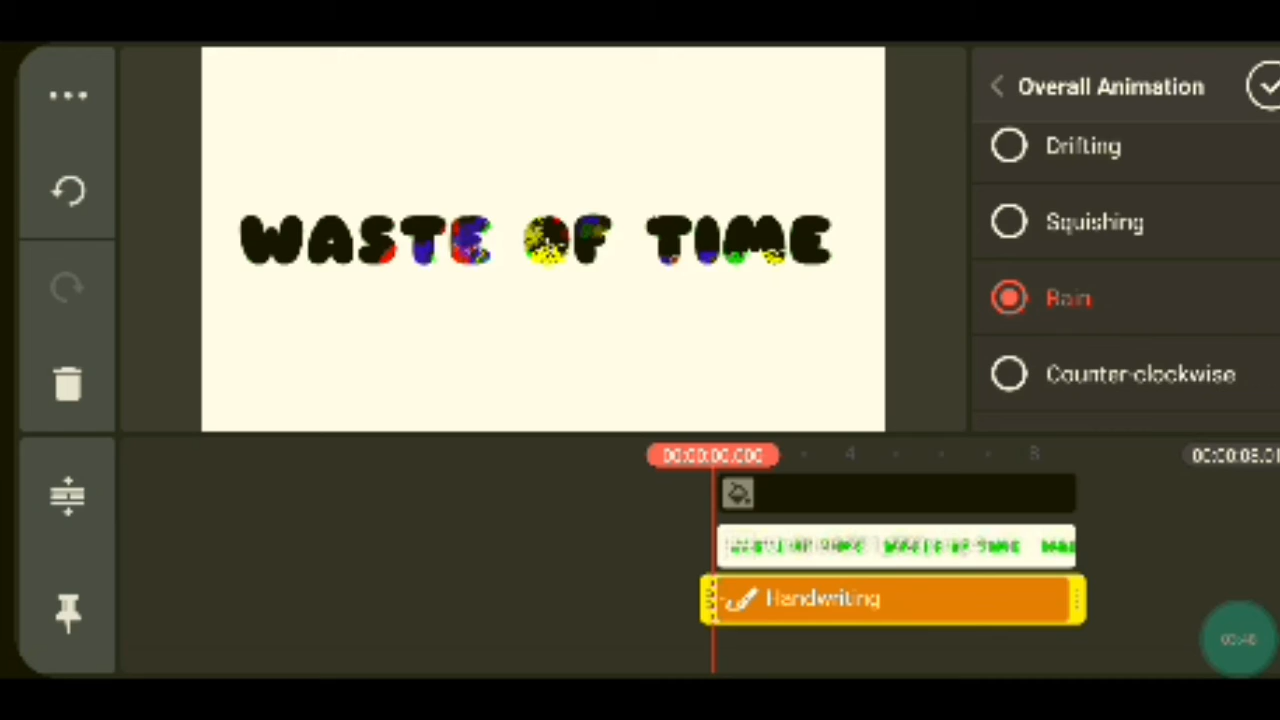 Overall Animation
Drifting
WASTE OF TIME
Squishing
Rain
Counter-clockwise
00:00:00.000
4
8
Handwriting